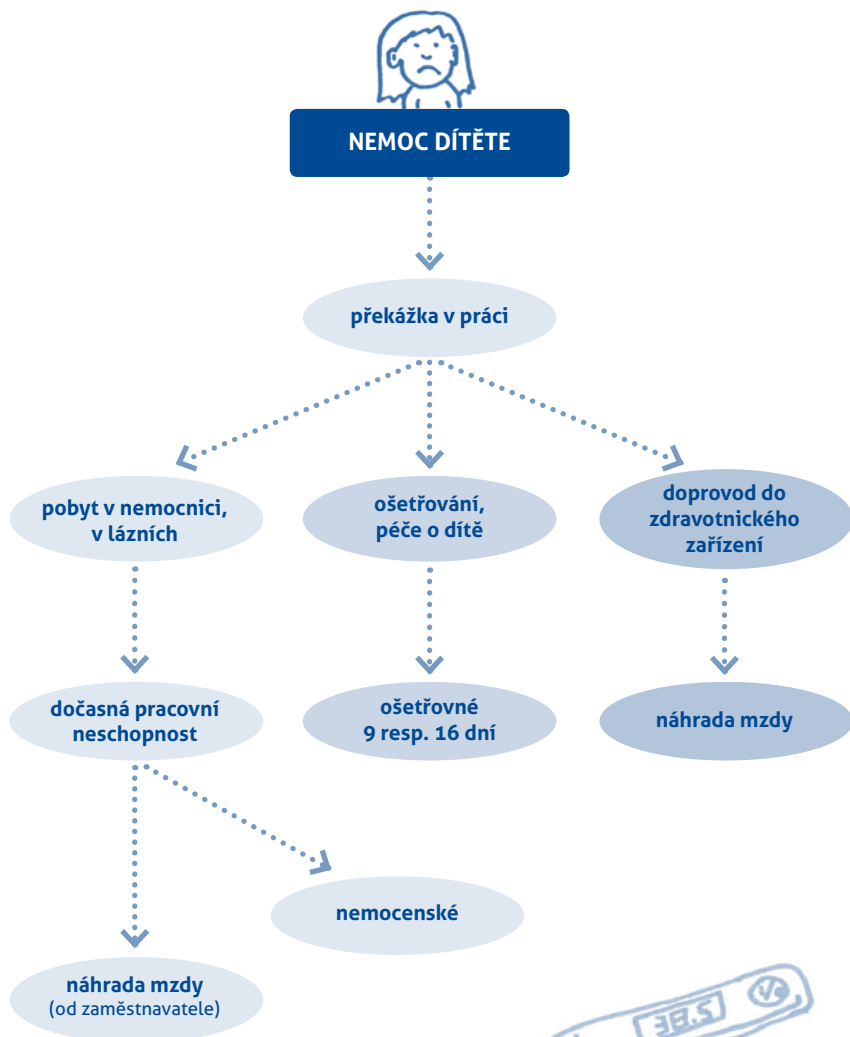 NEMOC DÍTĚTE
překážka v práci
pobyt v nemocnici,
v lázních
ošetřování,
péče o dítě
doprovod do
zdravotnického
zařízení
dočasná pracovní
neschopnost
ošetřovné
9 resp. 16 dní
náhrada mzdy
nemocenské
náhrada mzdy
(od zaměstnavatele)
38.5